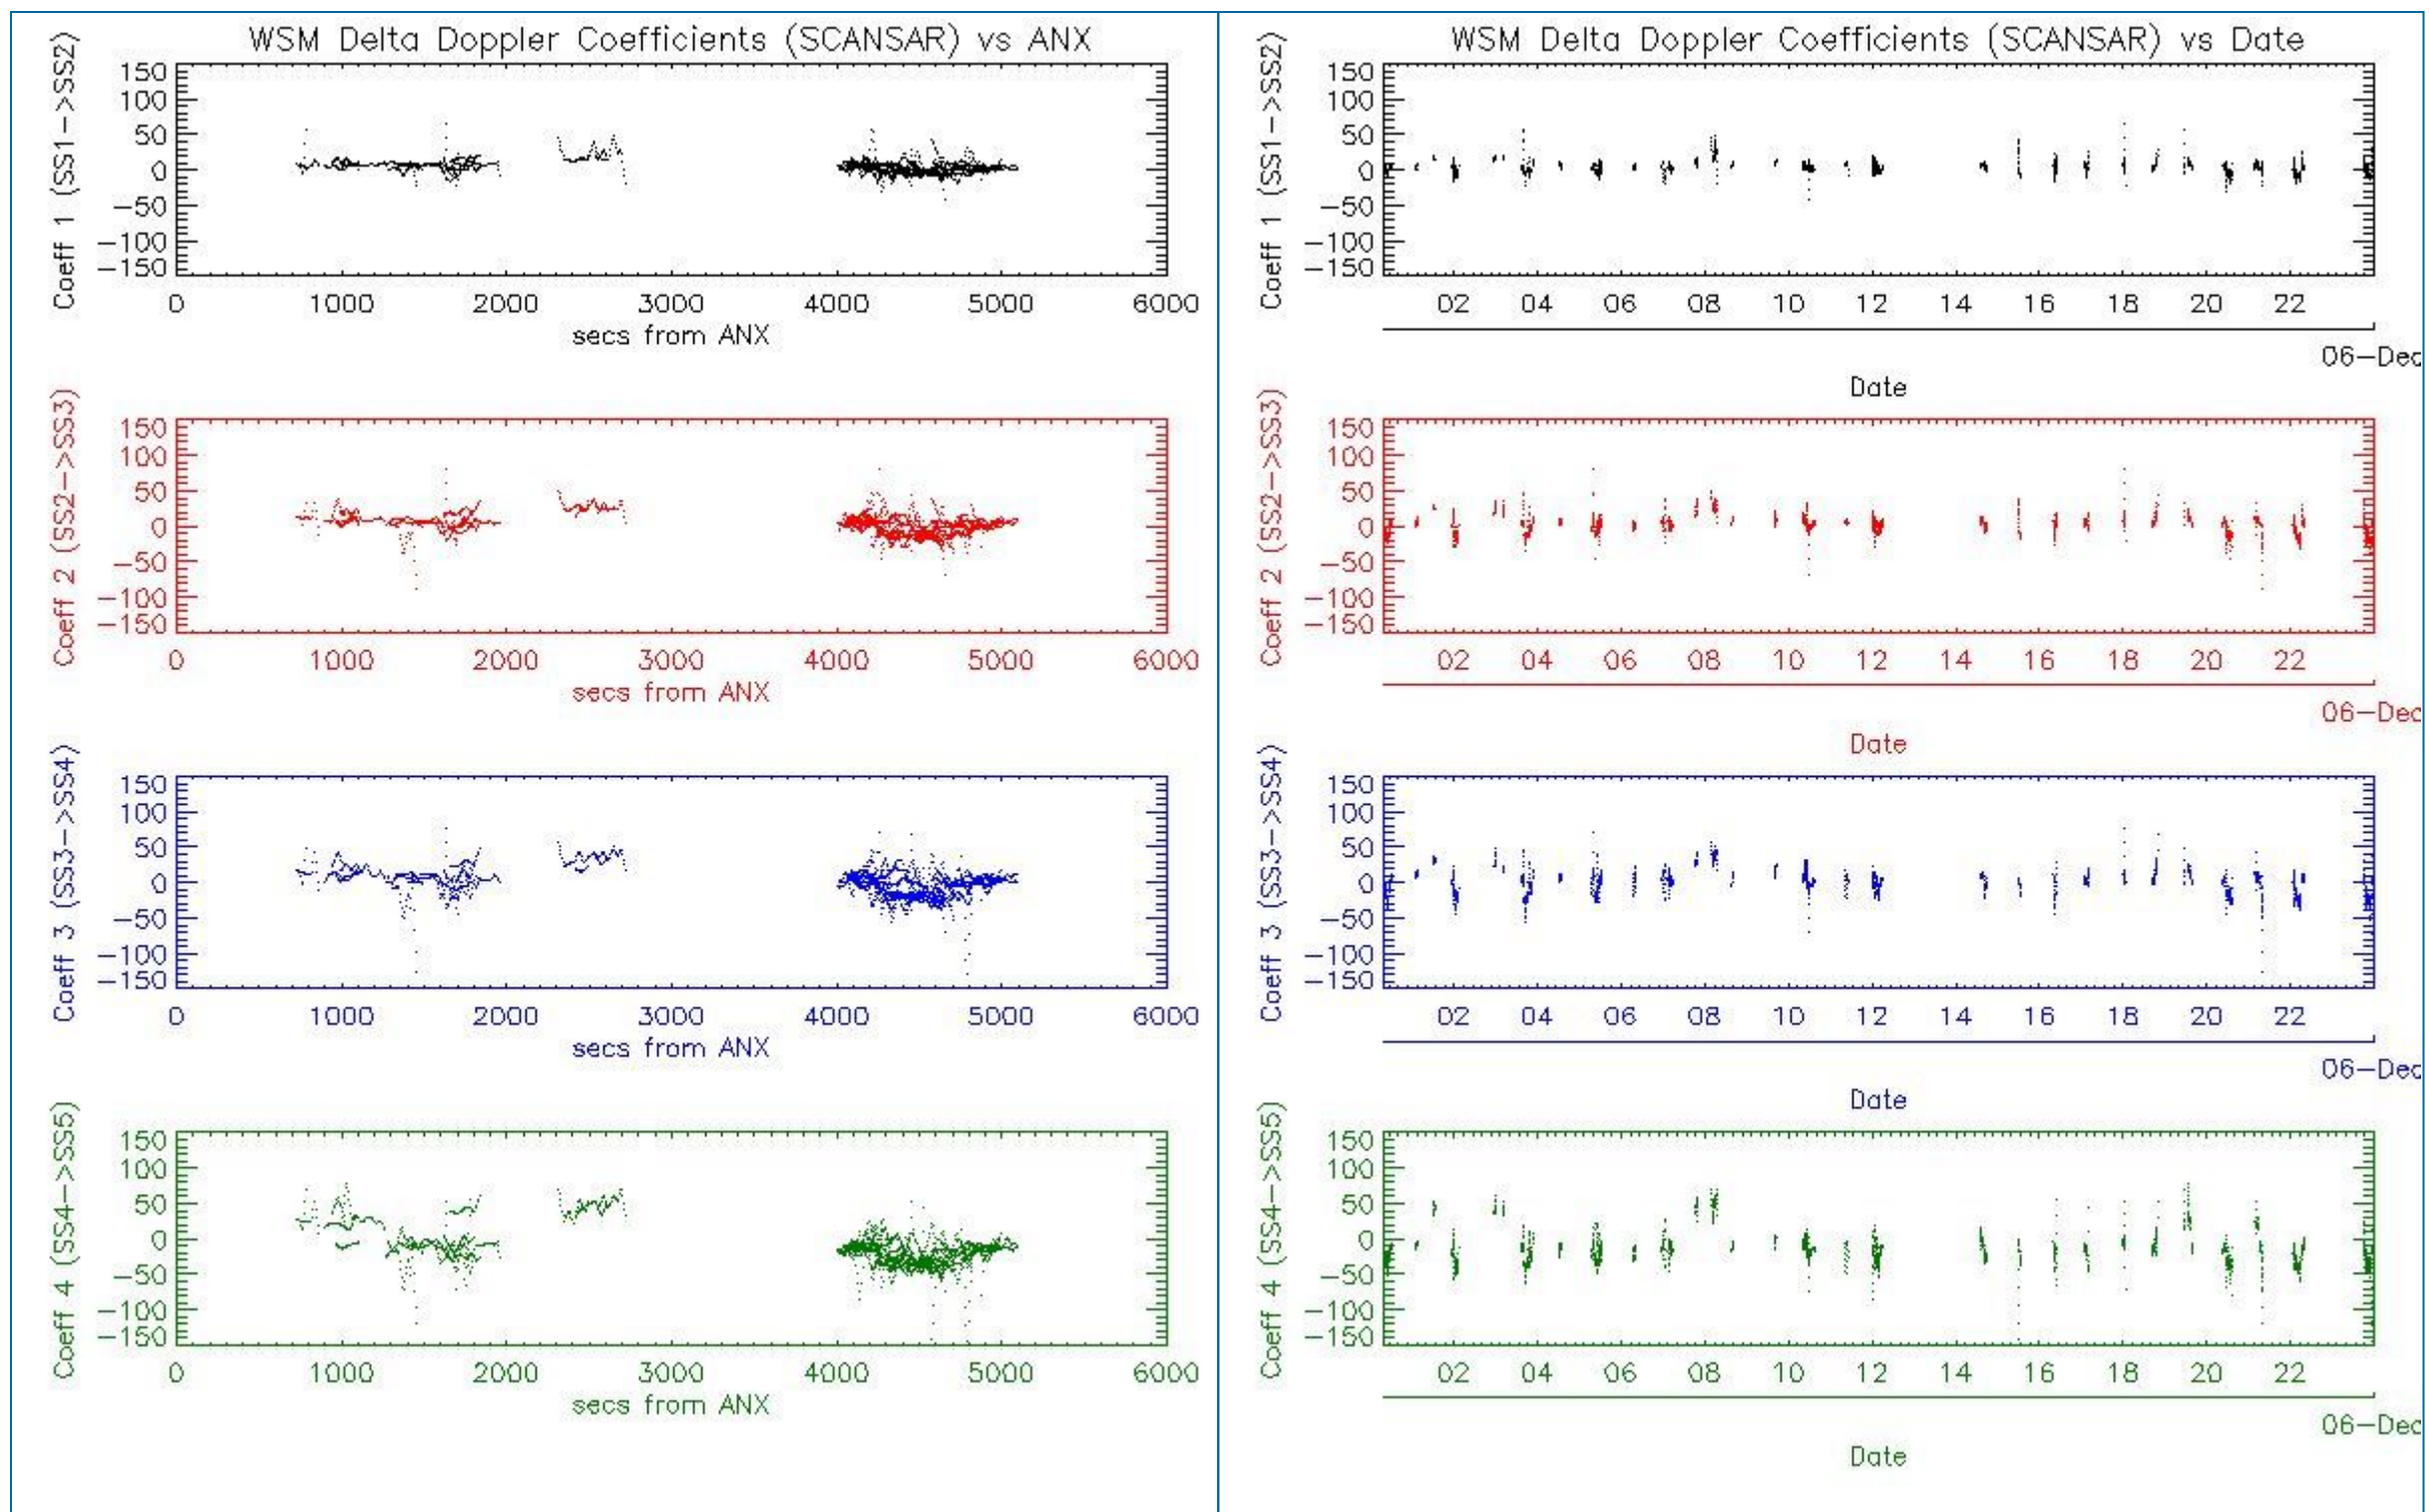 WSM Delta Doppler Coefficients (SCANSAR) vs ANX
Coeff 1 (SS1->SS2)
150
100
50
0
-50
-100
-150
0 1000 2000 3000 4000 5000 6000
secs from ANX
Coeff 2 (SS2->SS3)
150
100
50
0
-50
-100
-150
0 1000 2000 3000 4000 5000 6000
secs from ANX
Coeff 3 (SS3->SS4)
150
100
50
0
-50
-100
-150
0 1000 2000 3000 4000 5000 6000
secs from ANX
Coeff 4 (SS4->SS5)
150
100
50
0
-50
-100
-150
0 1000 2000 3000 4000 5000 6000
secs from ANX
WSM Delta Doppler Coefficients (SCANSAR) vs Date
Coeff 1 (SS1->SS2)
150
100
50
0
-50
-100
-150
02 04 06 08 10 12 14 16 18 20 22
06-Dec
Date
Coeff 2 (SS2->SS3)
150
100
50
0
-50
-100
-150
02 04 06 08 10 12 14 16 18 20 22
06-Dec
Date
Coeff 3 (SS3->SS4)
150
100
50
0
-50
-100
-150
02 04 06 08 10 12 14 16 18 20 22
06-Dec
Date
Coeff 4 (SS4->SS5)
150
100
50
0
-50
-100
-150
02 04 06 08 10 12 14 16 18 20 22
06-Dec
Date